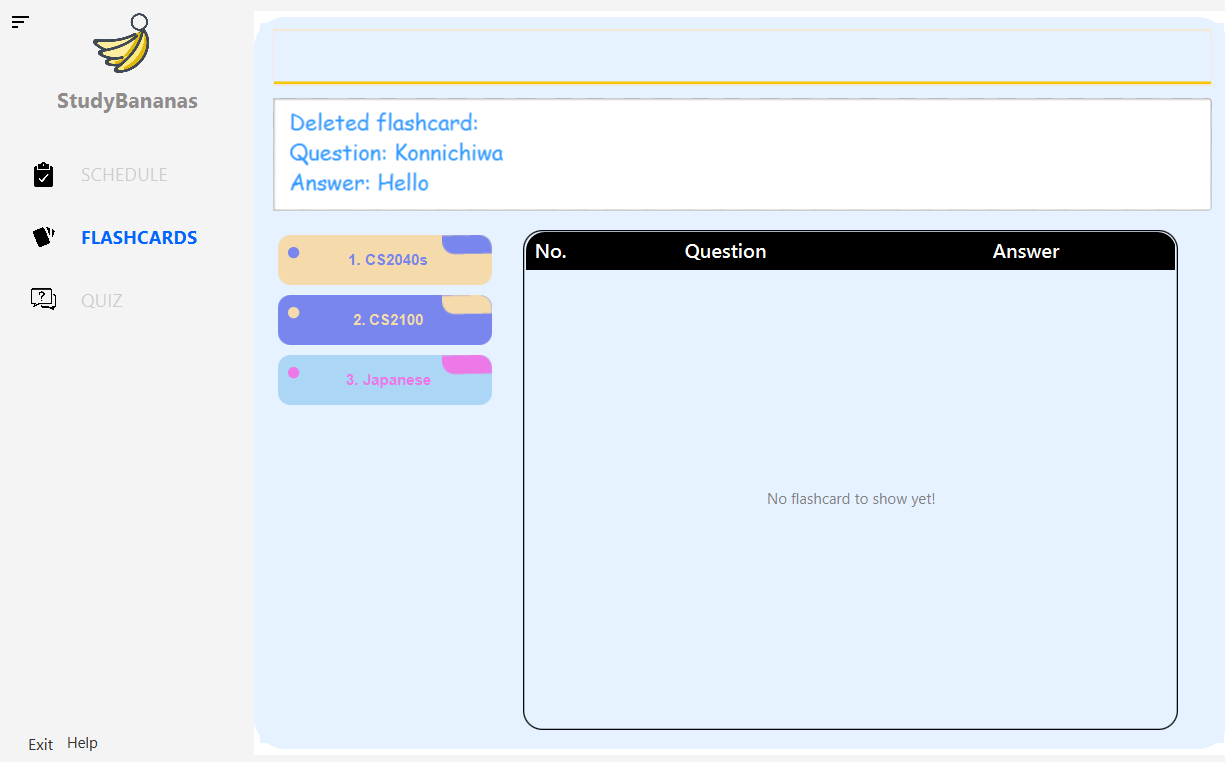 StudyBananas
SCHEDULE
FLASHCARDS
QUIZ
Exit Help
Deleted flashcard:
Question: Konnichiwa
Answer: Hello
1. CS2040s
2. CS2100
3. Japanese
No. Question Answer
No flashcard to show yet!